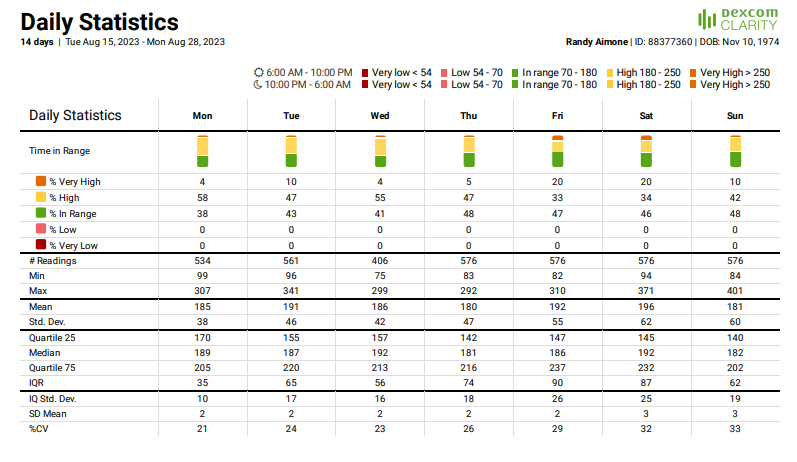 Daily Statistics
DEXCOM
CLARITY
14 days | Tue Aug 15, 2023 - Mon Aug 28, 2023
Randy Aimone | ID: 88377360 | DOB: Nov 10, 1974
6:00 AM - 10:00 PM Very low < 54 Low 54 - 70 In range 70 - 180 High 180 - 250 Very High > 250
10:00 PM - 6:00 AM Very low < 54 Low 54 - 70 In range 70 - 180 High 180 - 250 Very High > 250
Daily Statistics Mon Tue Wed Thu Fri Sat Sun
Time in Range
% Very High 4 10 4 5 20 20 10
% High 58 47 55 47 33 34 42
% In Range 38 43 41 48 47 46 48
% Low 0 0 0 0 0 0 0
% Very Low 0 0 0 0 0 0 0
# Readings 534 561 406 576 576 576 576
Min 99 96 75 83 82 94 84
Max 307 341 299 292 310 371 401
Mean 185 191 186 180 192 196 181
Std. Dev. 38 46 42 47 55 62 60
Quartile 25 170 155 157 142 147 145 140
Median 189 187 192 181 186 192 182
Quartile 75 205 220 213 216 237 232 202
IQR 35 65 56 74 90 87 62
IQ Std. Dev. 10 17 16 18 26 25 19
SD Mean 2 2 2 2 2 3 3
%CV 21 24 23 26 29 32 33